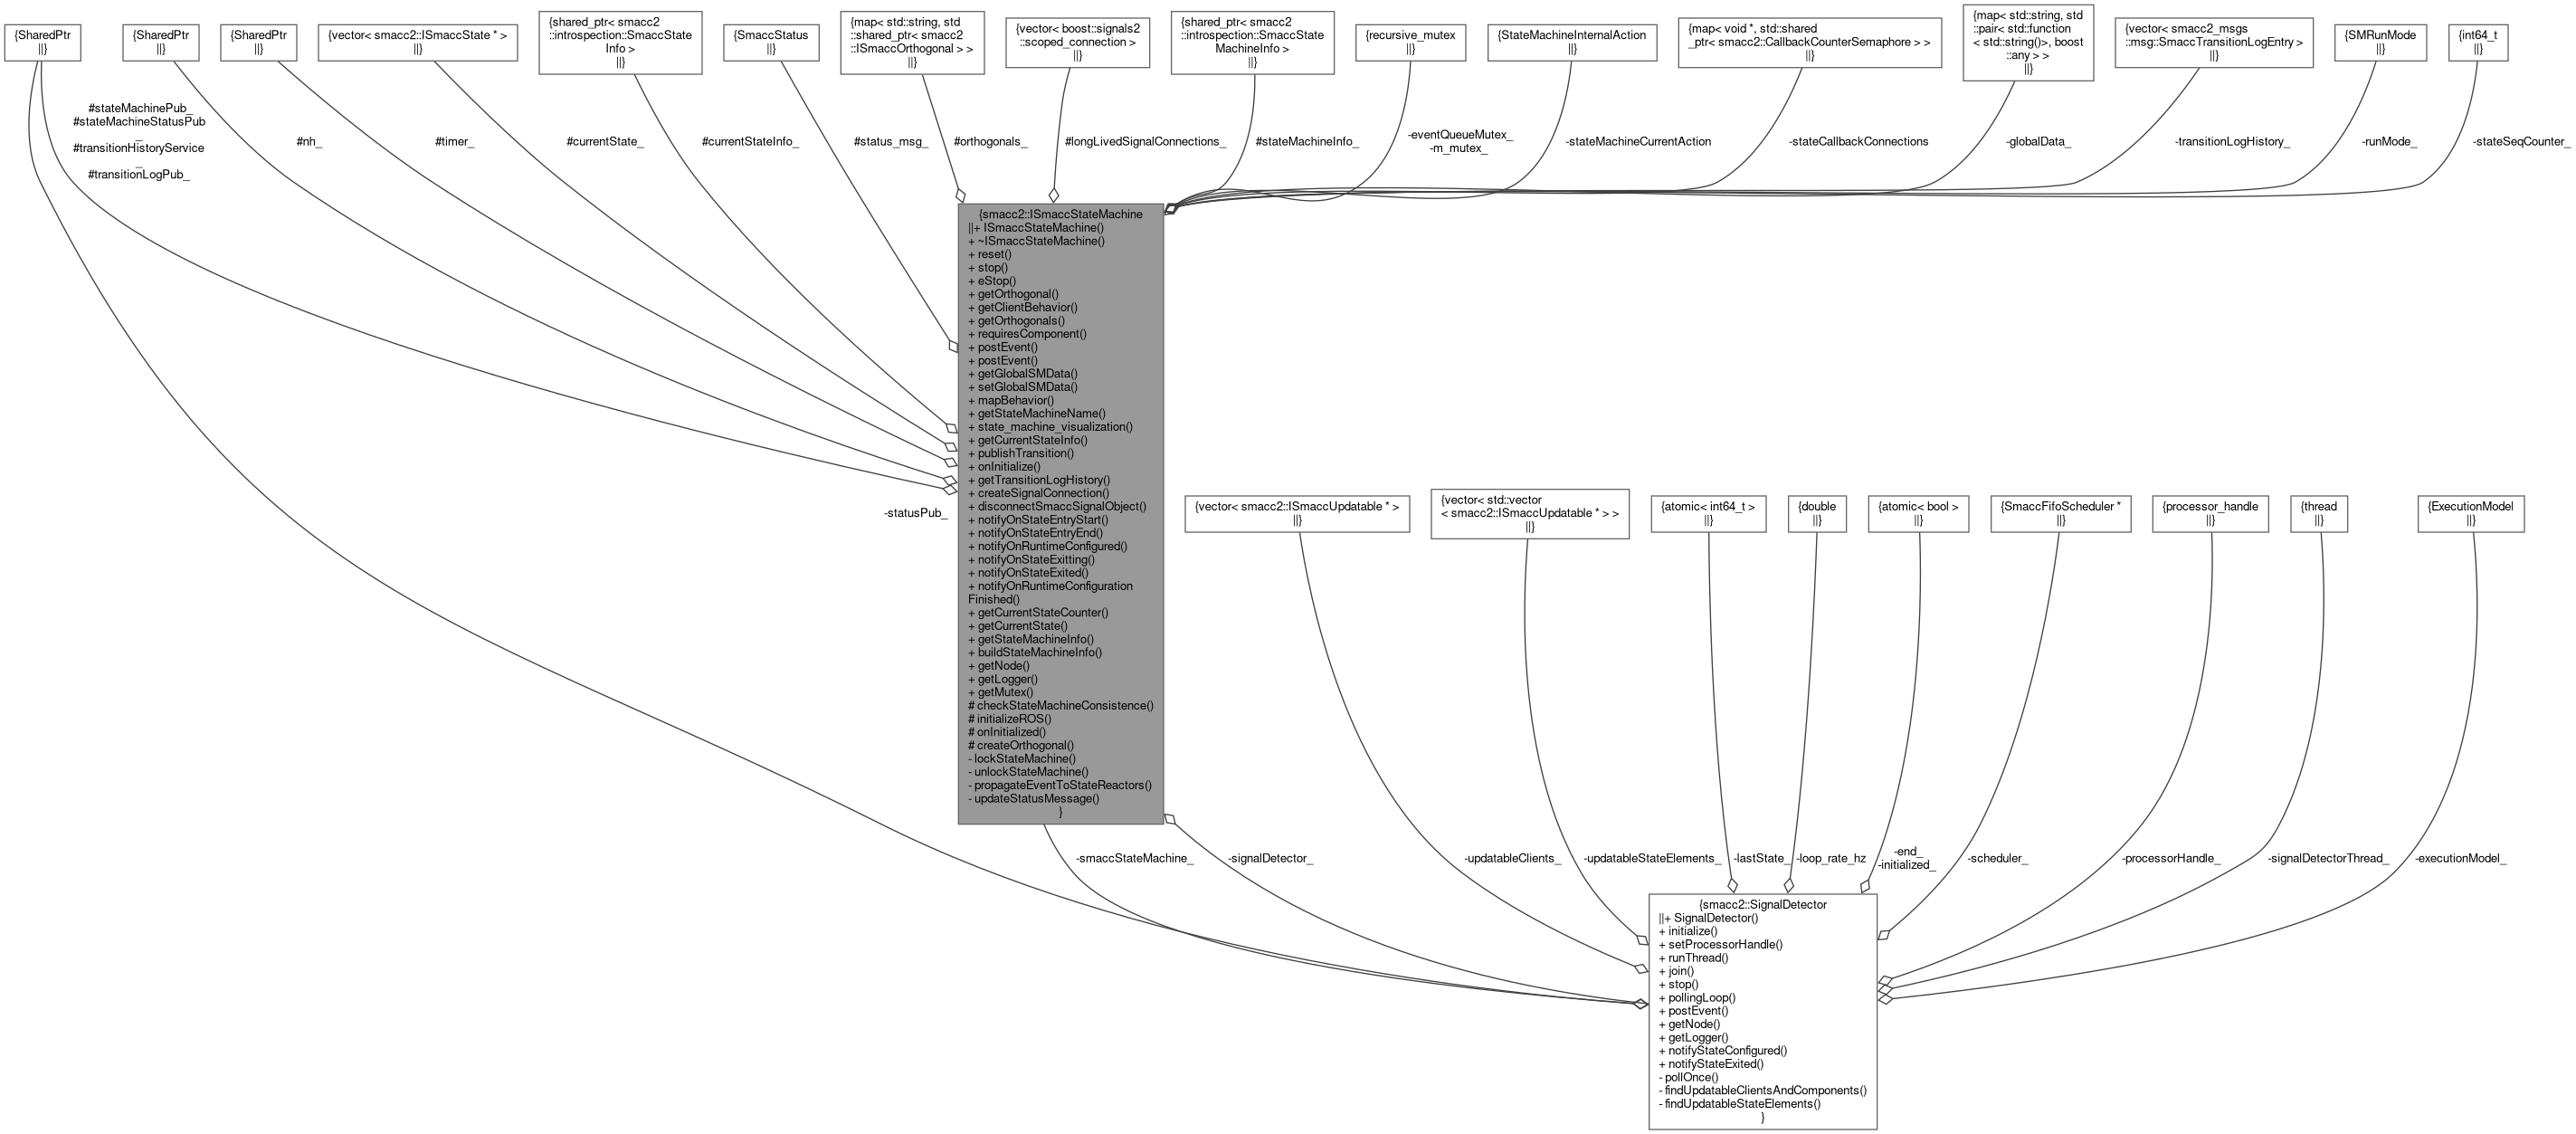 {SharedPtr
||}
{SharedPtr
||}
{SharedPtr
||}
{vector< smacc2::ISmaccState * >
||}
{shared_ptr< smacc2
::introspection::SmaccState
Info >
||}
{SmaccStatus
||}
{map< std::string, std
::shared_ptr< smacc2
::ISmaccOrthogonal > >
||}
{vector< boost::signals2
::scoped_connection >
||}
{shared_ptr< smacc2
::introspection::SmaccState
MachineInfo >
||}
{recursive_mutex
||}
{StateMachineInternalAction
||}
{map< void *, std::shared
_ptr< smacc2::CallbackCounterSemaphore > >
||}
{map< std::string, std
::pair< std::function
< std::string()>, boost
::any > >
||}
{vector< smacc2_msgs
::msg::SmaccTransitionLogEntry >
||}
{SMRunMode
||}
{int64_t
||}
#stateMachinePub_
#stateMachineStatusPub
_
#transitionHistoryService
_
#transitionLogPub_
#nh_
#timer_
#currentState_
#currentStateInfo_
#status_msg_
#orthogonals_
#longLivedSignalConnections_
#stateMachineInfo_
-eventQueueMutex_
-m_mutex_
-stateMachineCurrentAction
-stateCallbackConnections
-globalData_
-transitionLogHistory_
-runMode_
-stateSeqCounter_
{smacc2::ISmaccStateMachine
||+ ISmaccStateMachine()
+ ~ISmaccStateMachine()
+ reset()
+ stop()
+ eStop()
+ getOrthogonal()
+ getClientBehavior()
+ getOrthogonals()
+ requiresComponent()
+ postEvent()
+ postEvent()
+ getGlobalSMData()
+ setGlobalSMData()
+ mapBehavior()
+ getStateMachineName()
+ state_machine_visualization()
+ getCurrentStateInfo()
+ publishTransition()
+ onInitialize()
+ getTransitionLogHistory()
+ createSignalConnection()
+ disconnectSmaccSignalObject()
+ notifyOnStateEntryStart()
+ notifyOnStateEntryEnd()
+ notifyOnRuntimeConfigured()
+ notifyOnStateExitting()
+ notifyOnStateExited()
+ notifyOnRuntimeConfiguration
Finished()
+ getCurrentStateCounter()
+ getCurrentState()
+ getStateMachineInfo()
+ buildStateMachineInfo()
+ getNode()
+ getLogger()
+ getMutex()
# checkStateMachineConsistence()
# initializeROS()
# onInitialized()
# createOrthogonal()
- lockStateMachine()
- unlockStateMachine()
- propagateEventToStateReactors()
- updateStatusMessage()
}
-statusPub_
{vector< smacc2::ISmaccUpdatable * >
||}
{vector< std::vector
< smacc2::ISmaccUpdatable * > >
||}
{atomic< int64_t >
||}
{double
||}
{atomic< bool >
||}
{SmaccFifoScheduler *
||}
{processor_handle
||}
{thread
||}
{ExecutionModel
||}
-smaccStateMachine_
-signalDetector_
-updatableClients_
-updatableStateElements_
-lastState_
-loop_rate_hz
-end_
-initialized_
-scheduler_
-processorHandle_
-signalDetectorThread_
-executionModel_
{smacc2::SignalDetector
||+ SignalDetector()
+ initialize()
+ setProcessorHandle()
+ runThread()
+ join()
+ stop()
+ pollingLoop()
+ postEvent()
+ getNode()
+ getLogger()
+ notifyStateConfigured()
+ notifyStateExited()
- pollOnce()
- findUpdatableClientsAndComponents()
- findUpdatableStateElements()
}